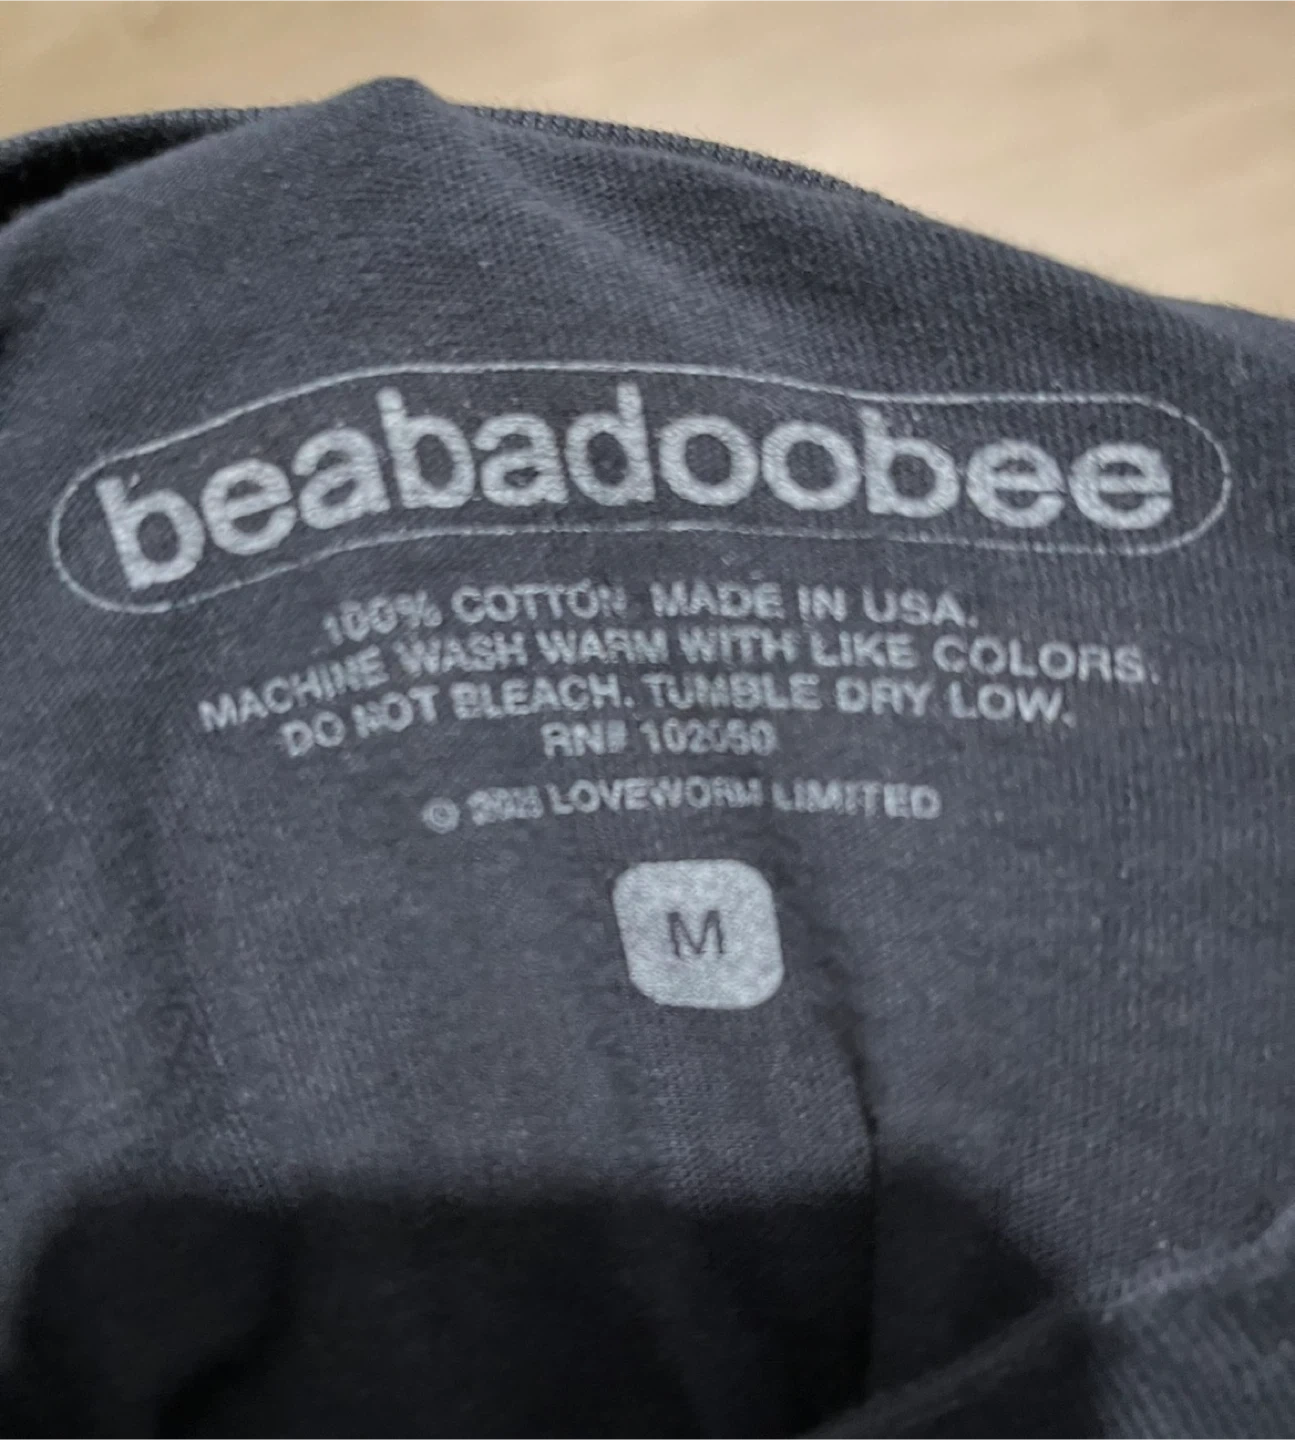 beabadoobee
100% COTTON. MADE IN USA.
MACHINE WASH WARM WITH LIKE COLORS.
DO NOT BLEACH. TUMBLE DRY LOW.
RN#
© LOVEWORM LIMITED
M